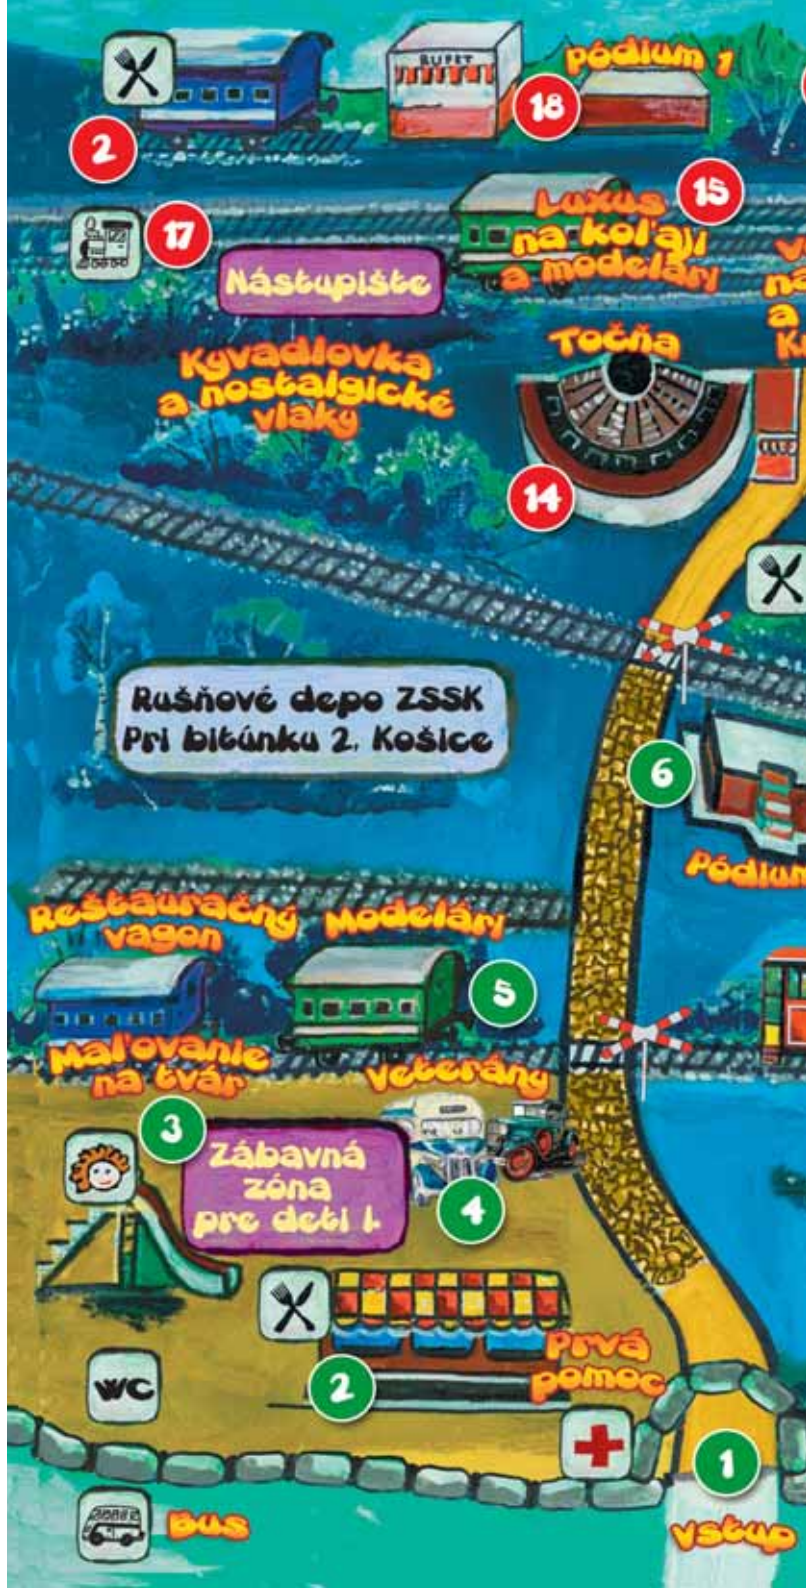 BUFET
Pódium 1
18
2
15
Luxus
na koľaji
a modelári
17
Nástupište
Točňa
Kyvadlovka
a nostalgické
vlaky
14
Rušňové depo ZSSK
Pri bitúnku 2, Košice
6
Pódium
Reštauračný
vagon
Modelári
5
Maľovanie
na tvár
Veterány
3
Zábavná
zóna
pre deti I.
4
Prvá
pomoc
2
WC
1
Bus
Vstup